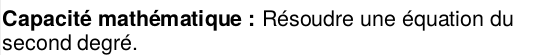 Capacité mathématique : Résoudre une équation du
second degré.